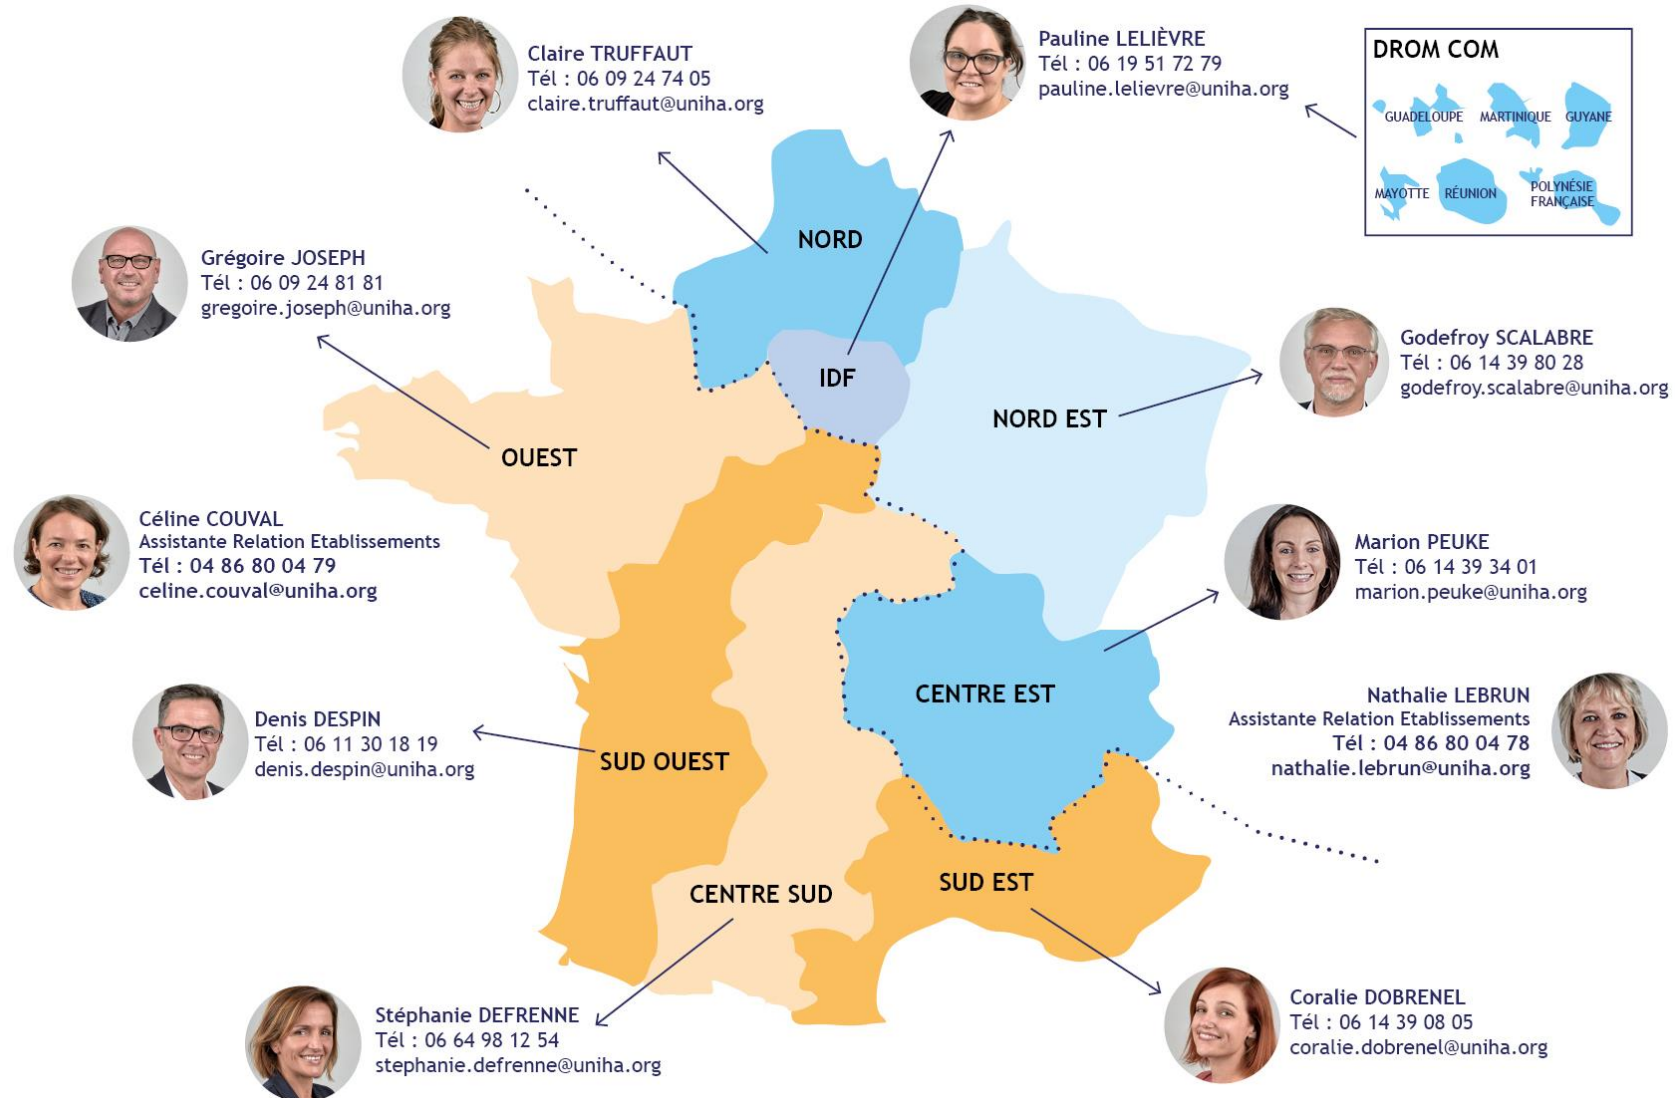 Claire TRUFFAUT
Tél : 06 09 24 74 05
claire.truffaut@uniha.org
Pauline LELIÈVRE
Tél : 06 19 51 72 79
pauline.lelievre@uniha.org
DROM COM
GUADELOUPE MARTINIQUE GUYANE
MAYOTTE RÉUNION POLYNÉSIE
FRANÇAISE
NORD
Grégoire JOSEPH
Tél : 06 09 24 81 81
gregoire.joseph@uniha.org
Godefroy SCALABRE
Tél : 06 14 39 80 28
godefroy.scalabre@uniha.org
IDF
NORD EST
OUEST
Céline COUVAL
Assistante Relation Etablissements
Tél : 04 86 80 04 79
celine.couval@uniha.org
Marion PEUKE
Tél : 06 14 39 34 01
marion.peuke@uniha.org
CENTRE EST
Nathalie LEBRUN
Assistante Relation Etablissements
Tél : 04 86 80 04 78
nathalie.lebrun@uniha.org
Denis DESPIN
Tél : 06 11 30 18 19
denis.despin@uniha.org
SUD OUEST
CENTRE SUD
SUD EST
Stéphanie DEFRENNE
Tél : 06 64 98 12 54
stephanie.defrenne@uniha.org
Coralie DOBRENEL
Tél : 06 14 39 08 05
coralie.dobrenel@uniha.org